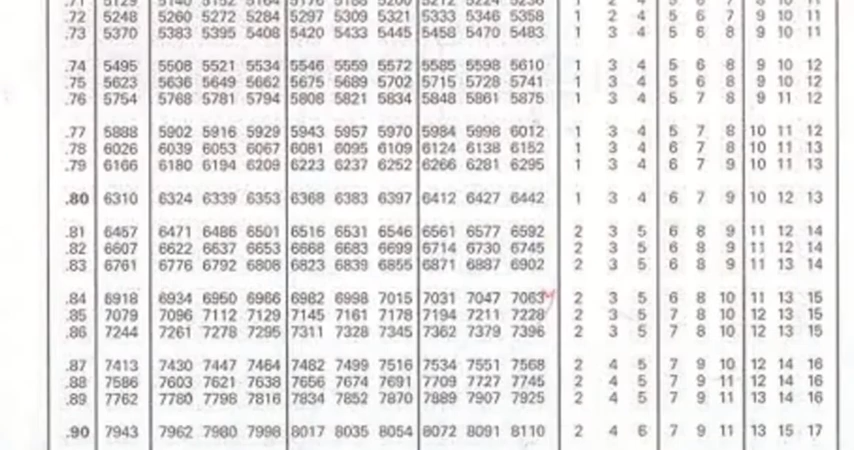 .72 5248 5260 5272 5284 5297 5309 5321 5333 5346 5358 1 2 4 5 6 7 9 10 11
.73 5370 5383 5395 5408 5420 5433 5445 5458 5470 5483 1 3 4 5 6 8 9 10 11
.74 5495 5508 5521 5534 5546 5559 5572 5585 5598 5610 1 3 4 5 6 8 9 10 12
.75 5623 5636 5649 5662 5675 5689 5702 5715 5728 5741 1 3 4 5 6 8 9 10 12
.76 5754 5768 5781 5794 5808 5821 5834 5848 5861 5875 1 3 4 5 7 8 9 11 12
.77 5888 5902 5916 5929 5943 5957 5970 5984 5998 6012 1 3 4 5 7 8 10 11 12
.78 6026 6039 6053 6067 6081 6095 6109 6124 6138 6152 1 3 4 6 7 8 10 11 13
.79 6166 6180 6194 6209 6223 6237 6252 6266 6281 6295 1 3 4 6 7 9 10 11 13
.80 6310 6324 6339 6353 6368 6383 6397 6412 6427 6442 1 3 4 6 7 9 10 12 13
.81 6457 6471 6486 6501 6516 6531 6546 6561 6577 6592 2 3 5 6 8 9 11 12 14
.82 6607 6622 6637 6653 6668 6683 6699 6714 6730 6745 2 3 5 6 8 9 11 12 14
.83 6761 6776 6792 6808 6823 6839 6855 6871 6887 6902 2 3 5 6 8 9 11 13 14
.84 6918 6934 6950 6966 6982 6998 7015 7031 7047 7063 2 3 5 6 8 10 11 13 15
.85 7079 7096 7112 7129 7145 7161 7178 7194 7211 7228 2 3 5 7 8 10 12 13 15
.86 7244 7261 7278 7295 7311 7328 7345 7362 7379 7396 2 3 5 7 8 10 12 13 15
.87 7413 7430 7447 7464 7482 7499 7516 7534 7551 7568 2 4 5 7 9 10 12 14 16
.88 7586 7603 7621 7638 7656 7674 7691 7709 7727 7745 2 4 5 7 9 11 12 14 16
.89 7762 7780 7798 7816 7834 7852 7870 7889 7907 7925 2 4 5 7 9 11 13 14 16
.90 7943 7962 7980 7998 8017 8035 8054 8072 8091 8110 2 4 6 7 9 11 13 15 17